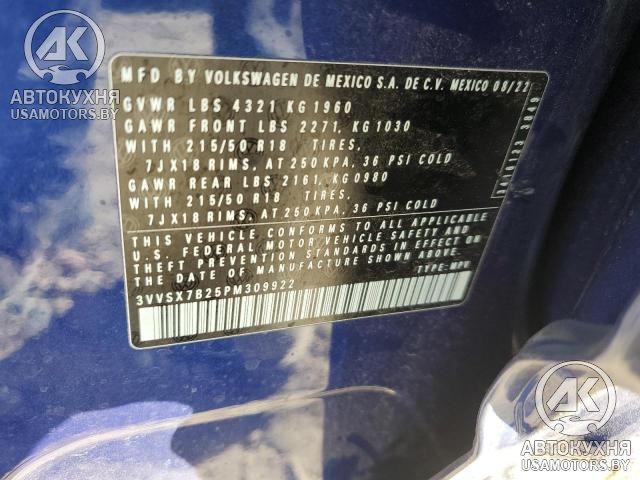 AK
АВТОКУХНЯ
USAMOTORS.BY
MFD. BY VOLKSWAGEN DE MEXICO S.A. DE C.V. MEXICO 08/22
GVWR LBS 4321 KG 1960
GAWR FRONT LBS 2271, KG 1030
WITH 215/50 R18 TIRES,
7JX18 RIMS, AT 250 KPA, 36 PSI COLD
GAWR REAR LBS 2161, KG 0980
WITH 215/50 R18 TIRES,
7JX18 RIMS, AT 250 KPA, 36 PSI COLD
THIS VEHICLE CONFORMS TO ALL APPLICABLE
U.S. FEDERAL MOTOR VEHICLE SAFETY AND
THEFT PREVENTION STANDARDS IN EFFECT ON
THE DATE OF MANUFACTURE SHOWN ABOVE.
TYPE: MPV
3VVSX7B25PM309922
AK
АВТОКУХНЯ
USAMOTORS.BY